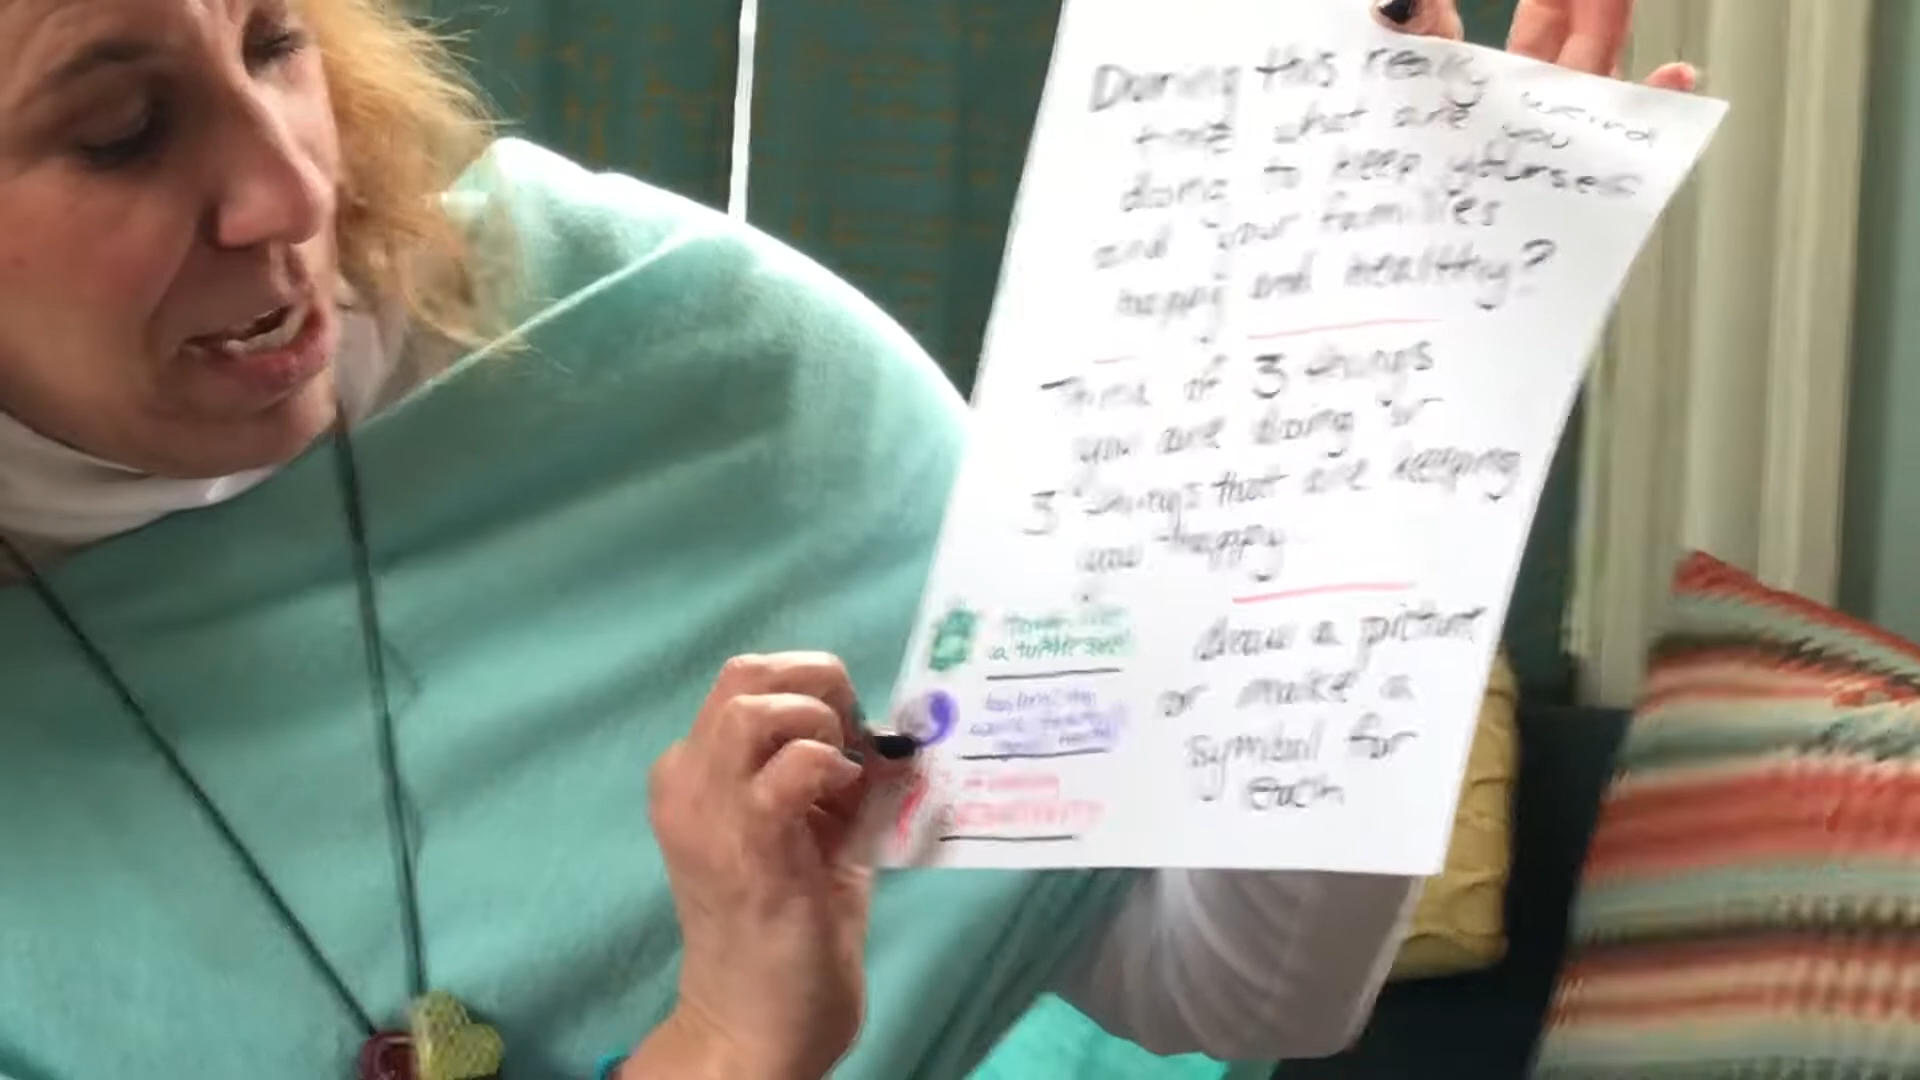 During this really weird
time what are you
doing to keep yourself
and your families
happy and healthy?
Think of 3 things
you are doing or
3 things that are keeping
you happy
draw a picture
or make a
symbol for
each